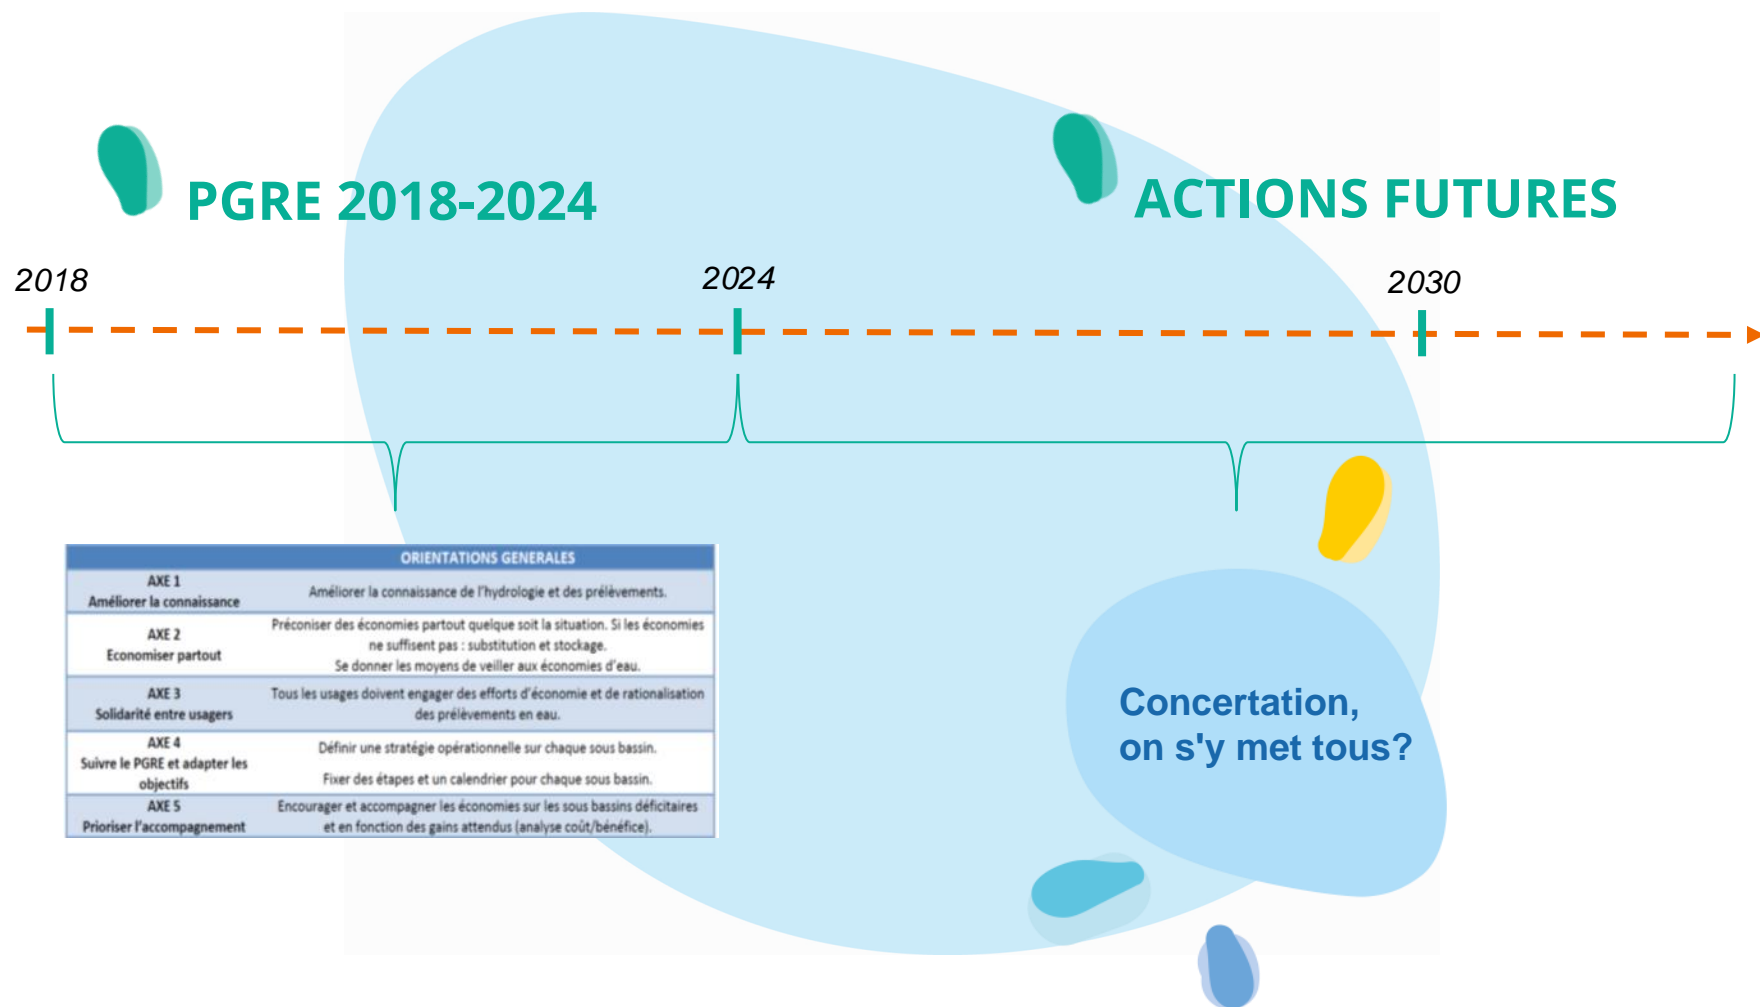 PGRE 2018-2024
ACTIONS FUTURES
2018
2024
2030
ORIENTATIONS GENERALES
AXE 1
Améliorer la connaissance
Améliorer la connaissance de l'hydrologie et des prélèvements.
AXE 2
Economiser partout
Préconiser des économies partout quelque soit la situation. Si les économies
ne suffisent pas : substitution et stockage.
Se donner les moyens de veiller aux économies d'eau.
AXE 3
Solidarité entre usagers
Tous les usages doivent engager des efforts d'économie et de rationalisation
des prélèvements en eau.
AXE 4
Suivre le PGRE et adapter les
objectifs
Définir une stratégie opérationnelle sur chaque sous bassin.
Fixer des étapes et un calendrier pour chaque sous bassin.
AXE 5
Prioriser l'accompagnement
Encourager et accompagner les économies sur les sous bassins déficitaires
et en fonction des gains attendus (analyse coût/bénéfice).
Concertation,
on s'y met tous?